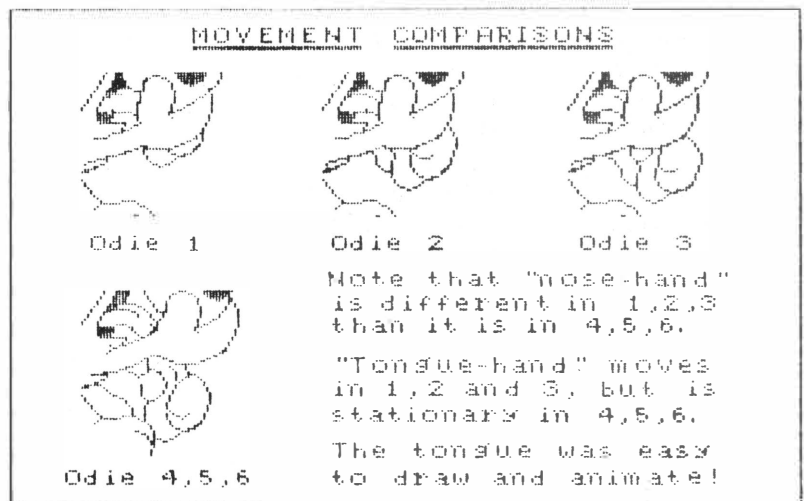 MOVEMENT COMPARISONS
Odie 1
Odie 2
Odie 3
Note that "nose-hand"
is different in 1,2,3
than it is in 4,5,6.
"Tongue-hand" moves
in 1,2 and 3, but is
stationary in 4,5,6.
The tongue was easy
to draw and animate!
Odie 4,5,6